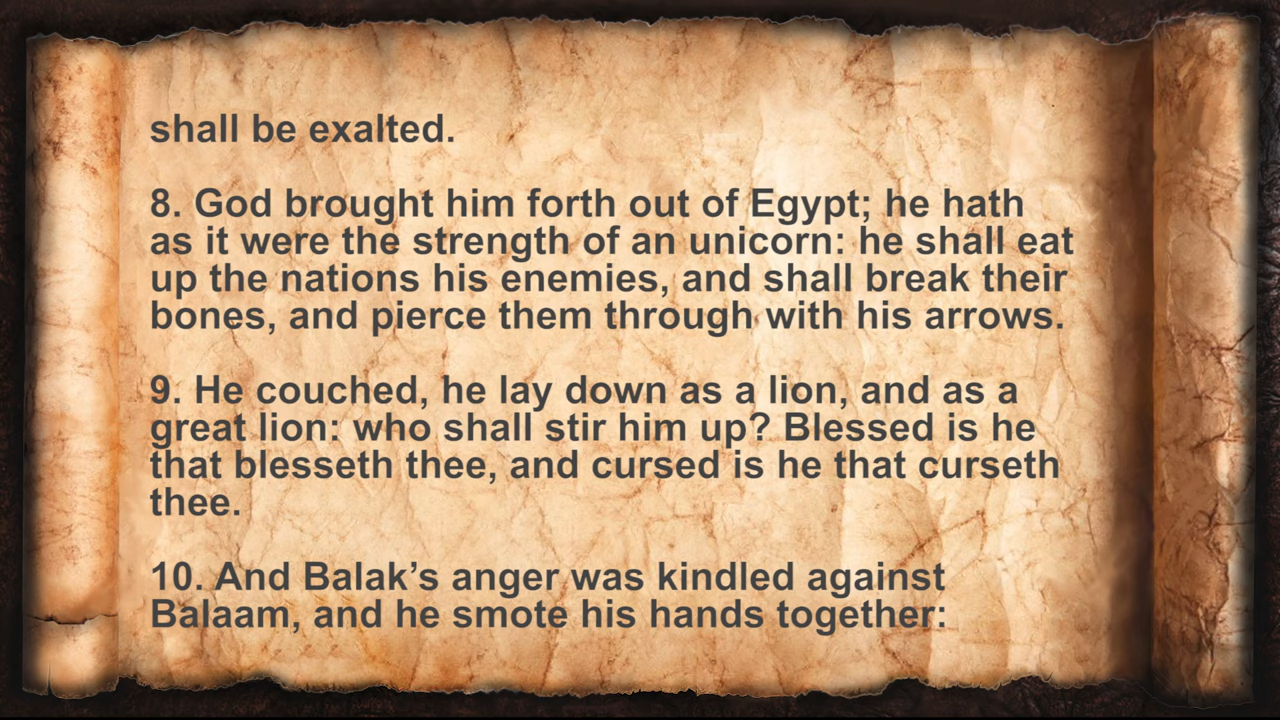 shall be exalted.
8. God brought him forth out of Egypt; he hath
as it were the strength of an unicorn: he shall eat
up the nations his enemies, and shall break their
bones, and pierce them through with his arrows.
9. He couched, he lay down as a lion, and as a
great lion: who shall stir him up? Blessed is he
that blesseth thee, and cursed is he that curseth
thee.
10. And Balak’s anger was kindled against
Balaam, and he smote his hands together: